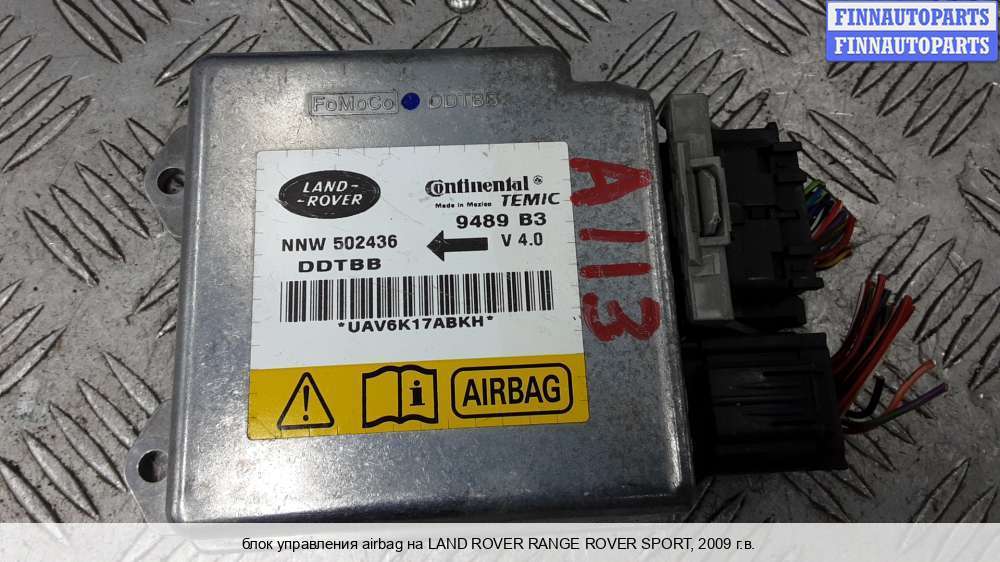 FINNAUTOPARTS
FINNAUTOPARTS
FoMoCo DDTBB
LAND-
-ROVER
Continental
Made in Mexico TEMIC
9489 B3
NNW 502436
V 4.0
DDTBB
*UAV6K17ABKH*
AIRBAG
A113
блок управления airbag на LAND ROVER RANGE ROVER SPORT, 2009 г.в.